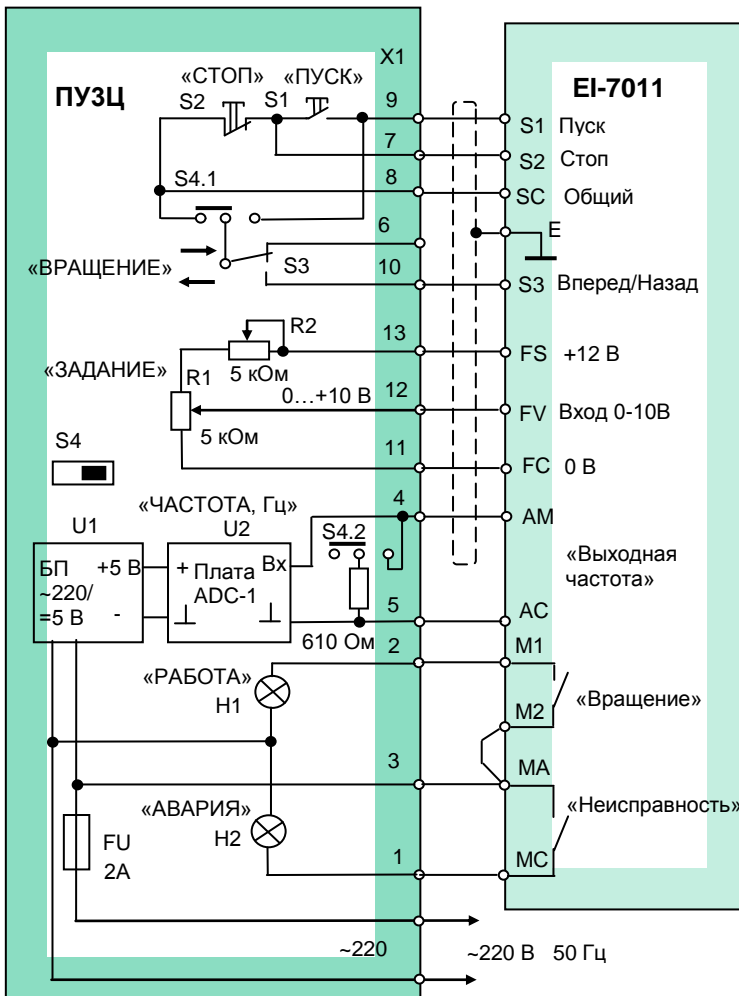 X1
«СТОП» «ПУСК»
ПУ3Ц
EI-7011
S2 S1 9
S1 Пуск
7
S2 Стоп
S4.1 8
SC Общий
6
E
«ВРАЩЕНИЕ»
S3 10
S3 Вперед/Назад
R2 13
FS +12 В
«ЗАДАНИЕ» 5 кОм
R1 0…+10 В 12
FV Вход 0-10В
5 кОм
S4 11
FC 0 В
«ЧАСТОТА, Гц» 4
U1 U2 S4.2
AM
БП +5 В
~220/
=5 В -
+ Плата Вх
ADC-1
«Выходная
частота»
5
AC
610 Ом 2
M1
«РАБОТА»
H1
«Вращение»
M2
3
MA
«АВАРИЯ»
H2
«Неисправность»
FU
2А
1
MC
~220 ~220 В 50 Гц